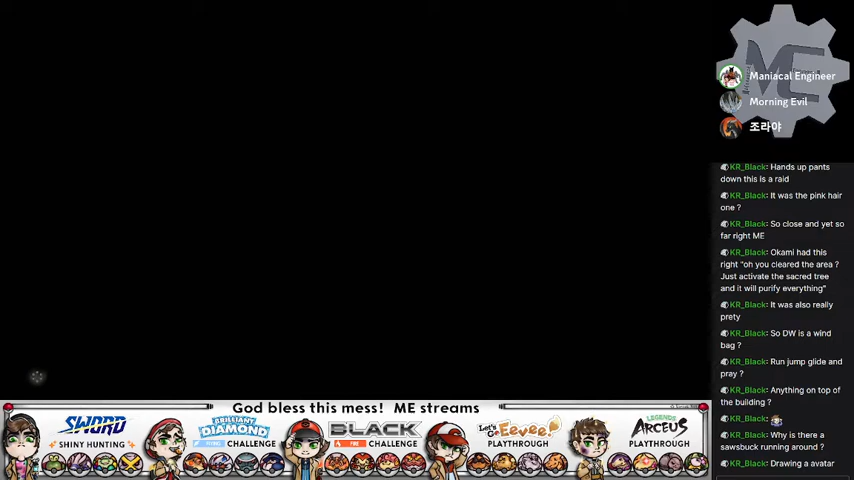 ME
Maniacal Engineer
Morning Evil
조라야
KR_Black: Hands up pants
down this is a raid
KR_Black: It was the pink hair
one ?
KR_Black: So close and yet so
far right ME
KR_Black: Okami had this
right "oh you cleared the area ?
Just activate the sacred tree
and it will purify everything"
KR_Black: It was also really
prety
KR_Black: So DW is a wind
bag ?
KR_Black: Run jump glide and
pray ?
KR_Black: Anything on top of
the building ?
KR_Black:
KR_Black: Why is there a
sawsbuck running around ?
KR_Black: Drawing a avatar
God bless this mess! ME streams
SWORD
SHINY HUNTING
BRILLIANT
DIAMOND
CHALLENGE
BLACK
FIRE CHALLENGE
Let's Go Eevee!
PLAYTHROUGH
LEGENDS
ARCEUS
PLAYTHROUGH